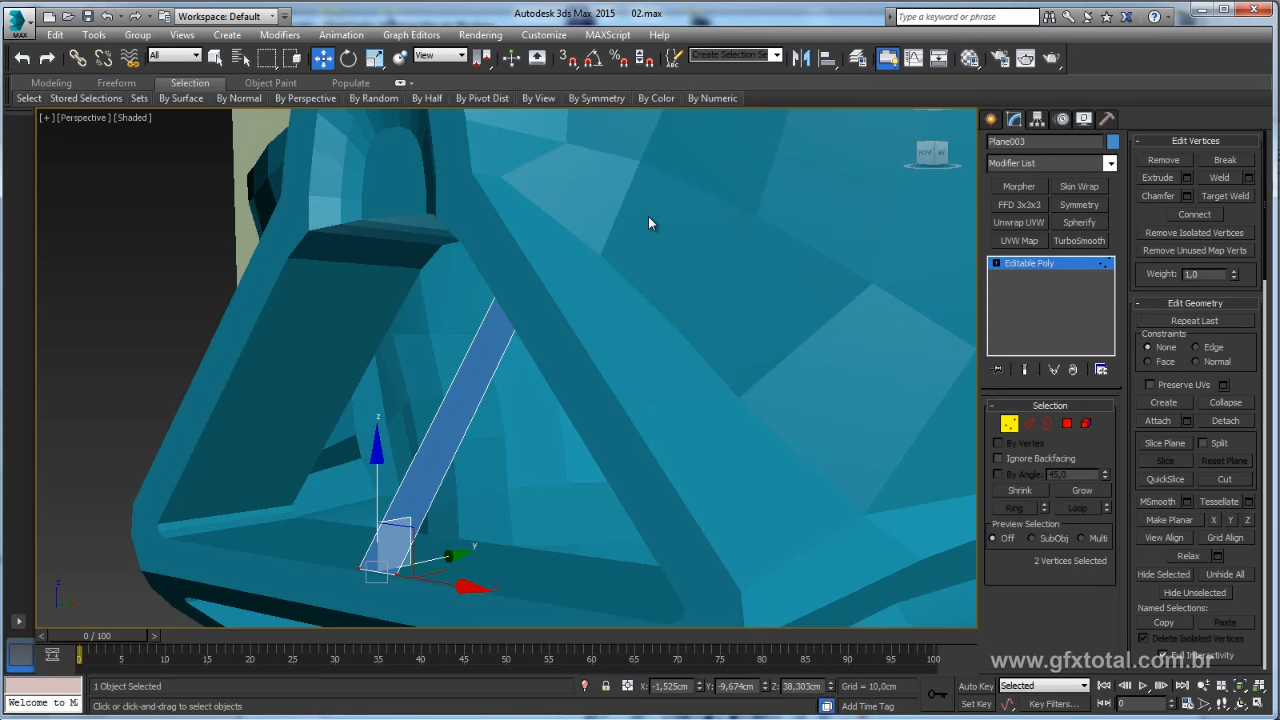 Workspace: Default
Autodesk 3ds Max 2015 02.max
Type a keyword or phrase
MAX
Edit Tools Group Views Create Modifiers Animation Graph Editors Rendering Customize MAXScript Help
All
View
Create Selection Se
Modeling Freeform Selection Object Paint Populate
Select Stored Selections Sets By Surface By Normal By Perspective By Random By Half By Pivot Dist By View By Symmetry By Color By Numeric
[+] [Perspective] [Shaded]
Plane003
Modifier List
Morpher Skin Wrap
FFD 3x3x3 Symmetry
Unwrap UVW Spherify
UVW Map TurboSmooth
Editable Poly
Selection
By Vertex
Ignore Backfacing
By Angle: 45,0
Shrink Grow
Ring Loop
Preview Selection
Off SubObj Multi
2 Vertices Selected
Edit Vertices
Remove Break
Extrude Weld
Chamfer Target Weld
Connect
Remove Isolated Vertices
Remove Unused Map Verts
Weight: 1,0
Edit Geometry
Repeat Last
Constraints
None Edge
Face Normal
Preserve UVs
Create Collapse
Attach Detach
Slice Plane Split
Slice Reset Plane
QuickSlice Cut
MSmooth Tessellate
Make Planar X Y Z
View Align Grid Align
Relax
Hide Selected Unhide All
Hide Unselected
Named Selections:
Copy Paste
Delete Isolated Vertices
Full Interactivity
www.gfxtotal.com.br
z
y
z
0 / 100
0 5 10 15 20 25 30 35 40 45 50 55 60 65 70 75 80 85 90 95 100
1 Object Selected X: -1,525cm Y: -9,674cm Z: 38,303cm Grid = 10,0cm Auto Key Selected
Welcome to M Click or click-and-drag to select objects Add Time Tag Set Key Key Filters... 0